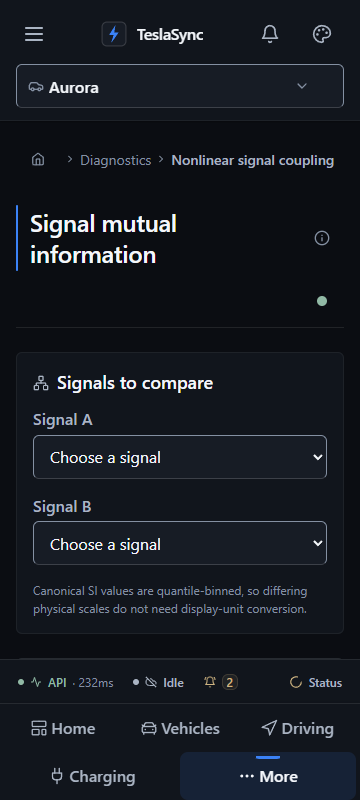 TeslaSync
Aurora
Diagnostics Nonlinear signal coupling
Signal mutual
information
Signals to compare
Signal A
Choose a signal
Signal B
Choose a signal
Canonical SI values are quantile-binned, so differing
physical scales do not need display-unit conversion.
API · 232ms Idle 2 Status
Home Vehicles Driving
Charging More